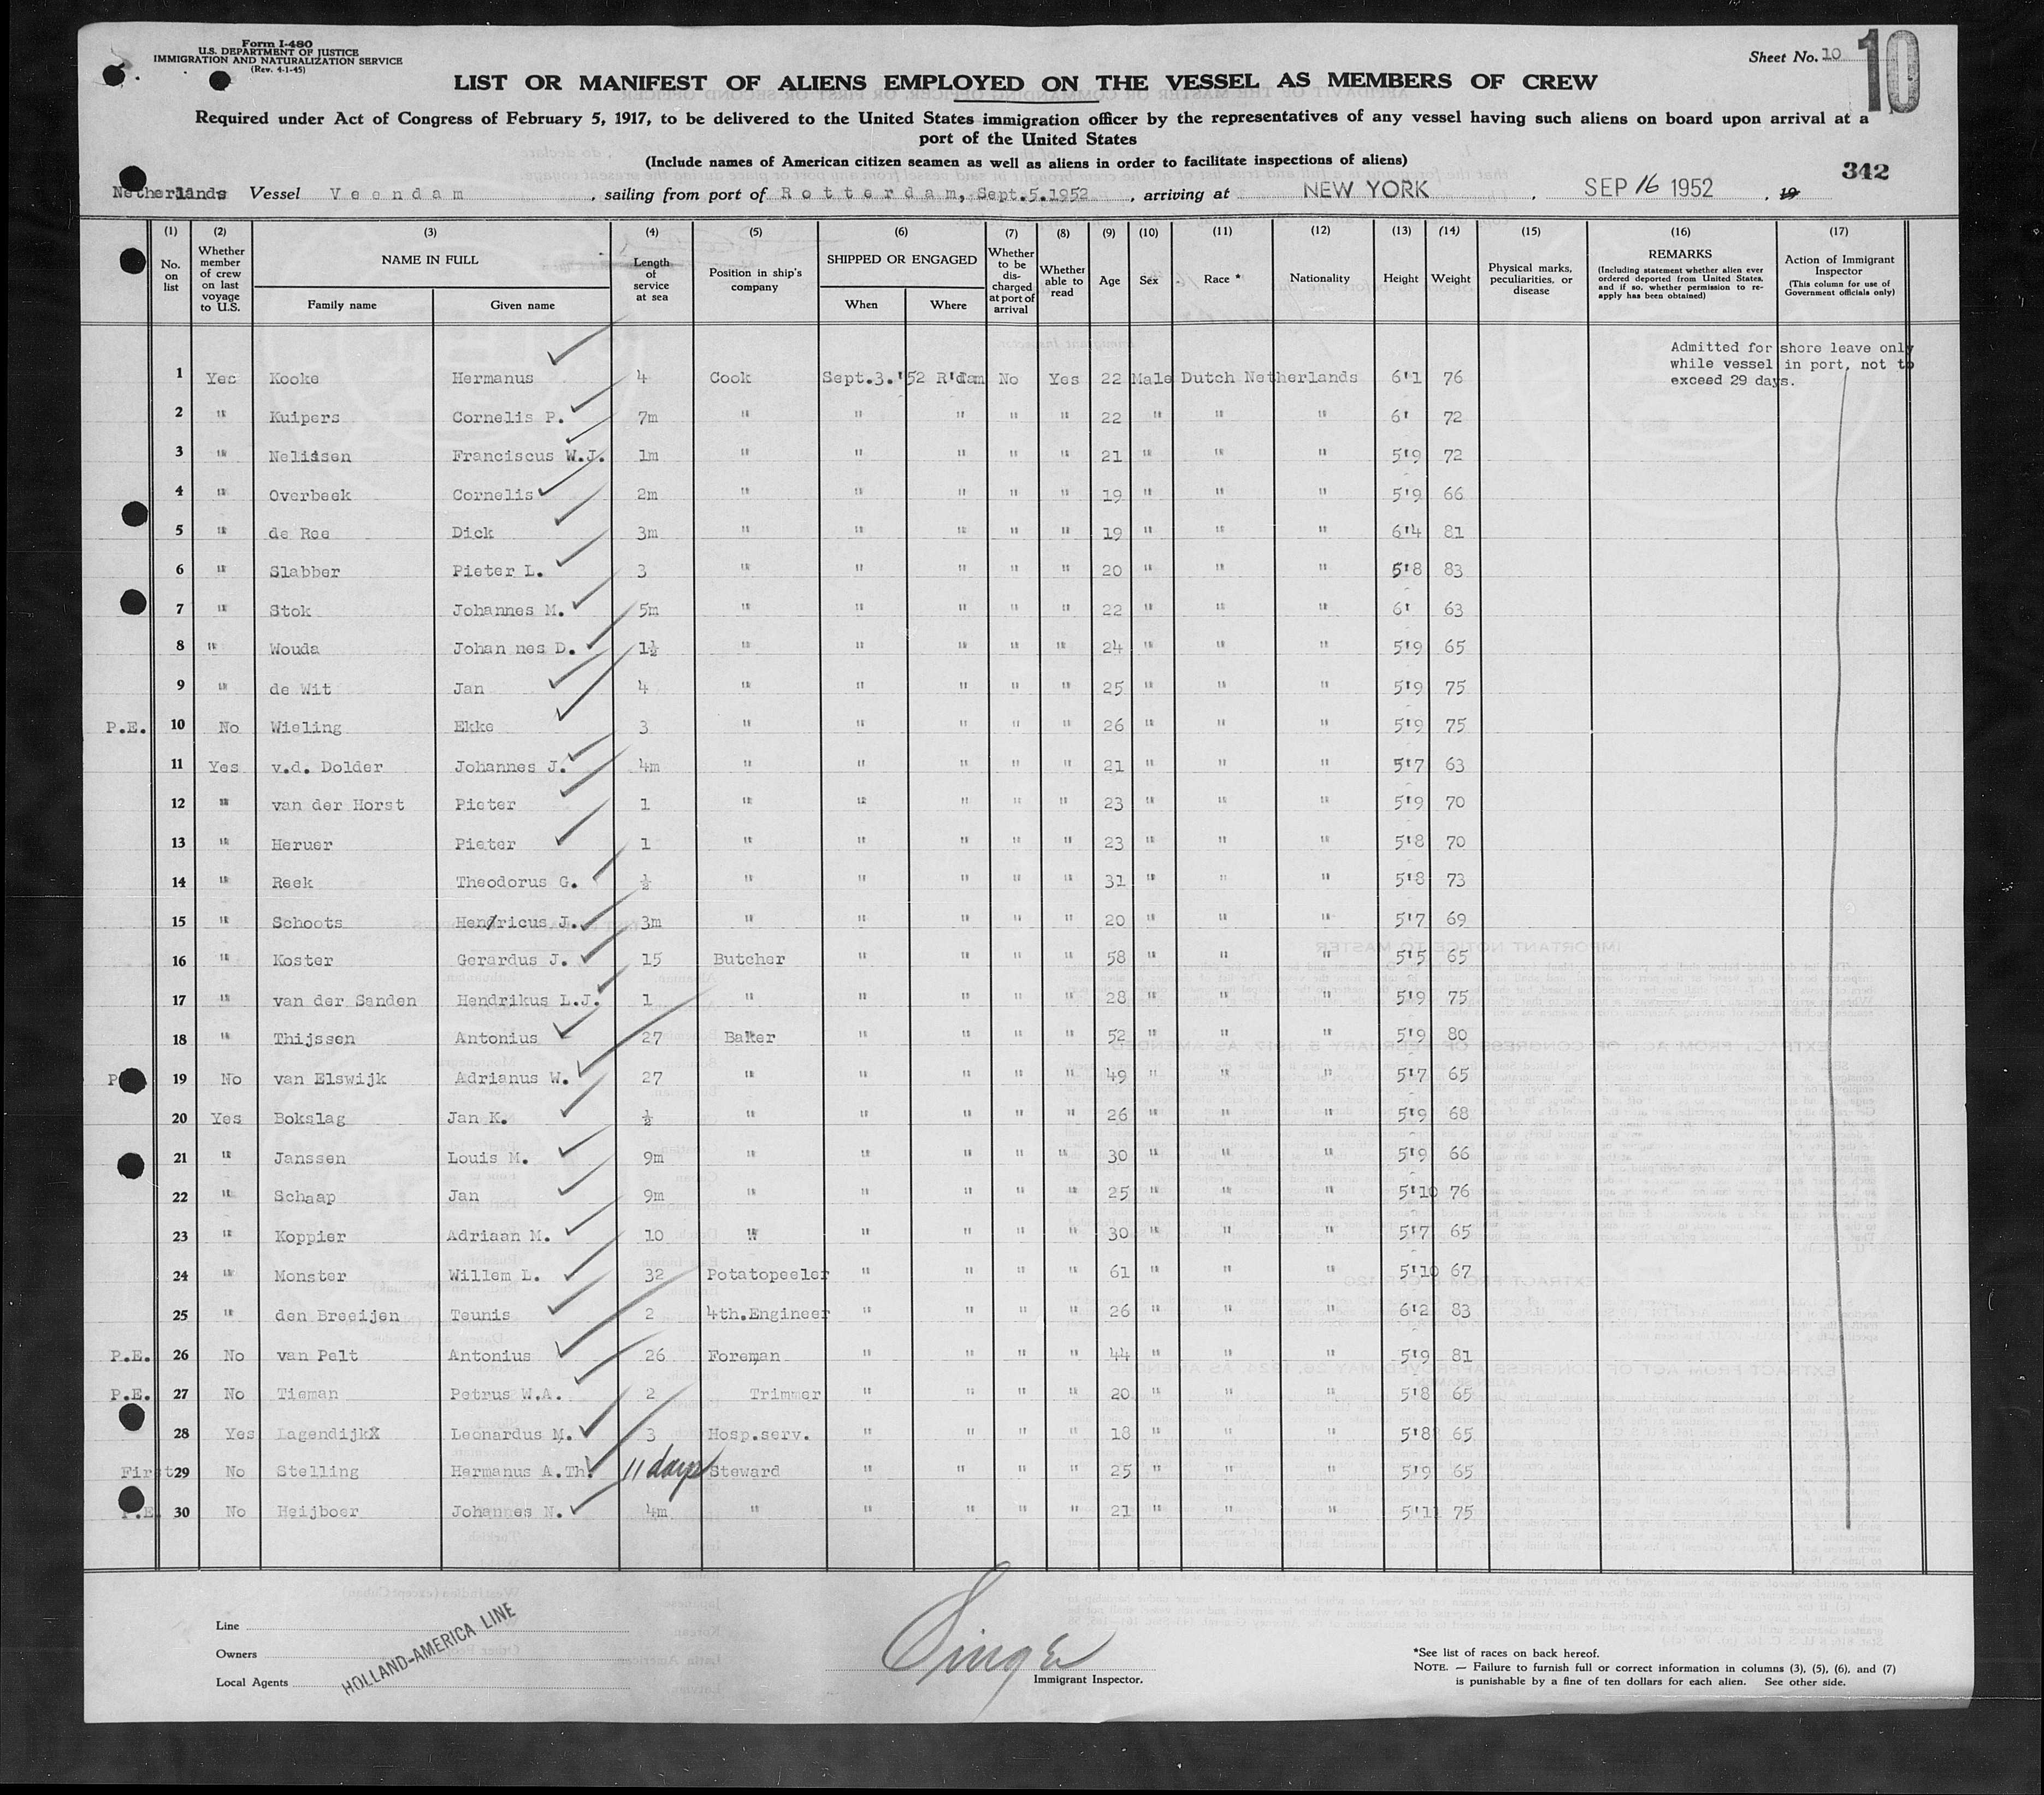 Form I-480
U.S. DEPARTMENT OF JUSTICE
IMMIGRATION AND NATURALIZATION SERVICE
(Rev. 4-1-45)
Sheet No. 10
10
LIST OR MANIFEST OF ALIENS EMPLOYED ON THE VESSEL AS MEMBERS OF CREW
Required under Act of Congress of February 5, 1917, to be delivered to the United States immigration officer by the representatives of any vessel having such aliens on board upon arrival at a
port of the United States
(Include names of American citizen seamen as well as aliens in order to facilitate inspections of aliens)
342
Netherlands Vessel Veendam , sailing from port of Rotterdam, Sept.5.1952 , arriving at NEW YORK , SEP 16 1952 , 19
(1) (2) (3) (4) (5) (6) (7) (8) (9) (10) (11) (12) (13) (14) (15) (16) (17)
No. on list
Whether member of crew on last voyage to U.S.
NAME IN FULL
Family name
Given name
Length of service at sea
Position in ship's company
SHIPPED OR ENGAGED
When
Where
Whether to be discharged at port of arrival
Whether able to read
Age
Sex
Race *
Nationality
Height
Weight
Physical marks, peculiarities, or disease
REMARKS
(Including statement whether alien ever ordered deported from United States, and if so, whether permission to re-apply has been obtained)
Action of Immigrant Inspector
(This column for use of Government officials only)
Admitted for shore leave only
while vessel in port, not to
exceed 29 days.
1 Yes Kooke Hermanus 4 Cook Sept.3.'52 R'dam No Yes 22 Male Dutch Netherlands 6'1 76
2 " Kuipers Cornelis P. 7m " " " " " 22 " " " 6' 72
3 " Nelissen Franciscus W.J. 1m " " " " " 21 " " " 5'9 72
4 " Overbeek Cornelis 2m " " " " " 19 " " " 5'9 66
5 " de Ree Dick 3m " " " " " 19 " " " 6'4 81
6 " Slabber Pieter L. 3 " " " " " 20 " " " 5'8 83
7 " Stok Johannes M. 5m " " " " " 22 " " " 6' 63
8 " Wouda Johan nes D. 1½ " " " " " 24 " " " 5'9 65
9 " de Wit Jan 4 " " " " " 25 " " " 5'9 75
P.E. 10 No Wieling Ekke 3 " " " " " 26 " " " 5'9 75
11 Yes v.d. Dolder Johannes J. 4m " " " " " 21 " " " 5'7 63
12 " van der Horst Pieter 1 " " " " " 23 " " " 5'9 70
13 " Heruer Pieter 1 " " " " " 23 " " " 5'8 70
14 " Reek Theodorus G. ½ " " " " " 31 " " " 5'8 73
15 " Schoots Hendricus J. 3m " " " " " 20 " " " 5'7 69
16 " Koster Gerardus J. 15 Butcher " " " " 58 " " " 5'5 65
17 " van der Sanden Hendrikus L.J. 1 " " " " " 28 " " " 5'9 75
18 " Thijssen Antonius 27 Baker " " " " 52 " " " 5'9 80
19 No van Elswijk Adrianus W. 27 " " " " " 49 " " " 5'7 65
20 Yes Bokslag Jan K. ½ " " " " " 26 " " " 5'9 68
21 " Janssen Louis M. 9m " " " " " 30 " " " 5'9 66
22 " Schaap Jan 9m " " " " " 25 " " " 5'10 76
23 " Koppier Adriaan M. 10 " " " " " 30 " " " 5'7 65
24 " Monster Willem L. 32 Potatopeeler " " " " 61 " " " 5'10 67
25 " den Breeijen Teunis 2 4th.Engineer " " " " 26 " " " 6'2 83
P.E. 26 No van Pelt Antonius 26 Foreman " " " " 44 " " " 5'9 81
P.E. 27 No Tieman Petrus W.A. 2 Trimmer " " " " 20 " " " 5'8 65
28 Yes LagendijkX Leonardus M. 3 Hosp.serv. " " " " 18 " " " 5'8 65
First 29 No Stelling Hermanus A.Th. 11 days Steward " " " " 25 " " " 5'9 65
P.E. 30 No Heijboer Johannes N. 4m " " " " " 21 " " " 5'11 75
Line
Owners
Local Agents
HOLLAND-AMERICA LINE
Immigrant Inspector.
*See list of races on back hereof.
NOTE. — Failure to furnish full or correct information in columns (3), (5), (6), and (7)
is punishable by a fine of ten dollars for each alien. See other side.